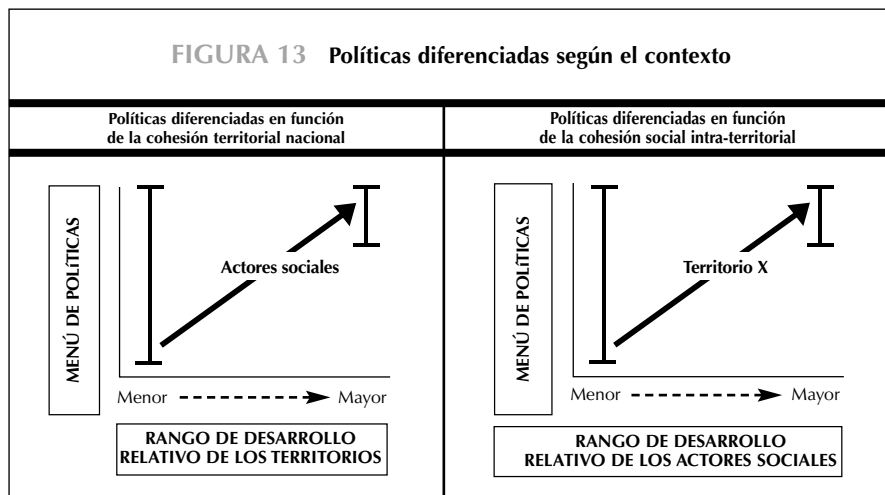 FIGURA 13 Políticas diferenciadas según el contexto
Políticas diferenciadas en función
de la cohesión territorial nacional
MENÚ DE POLÍTICAS
Actores sociales
Menor Mayor
RANGO DE DESARROLLO
RELATIVO DE LOS TERRITORIOS
Políticas diferenciadas en función
de la cohesión social intra-territorial
MENÚ DE POLÍTICAS
Territorio X
Menor Mayor
RANGO DE DESARROLLO
RELATIVO DE LOS ACTORES SOCIALES